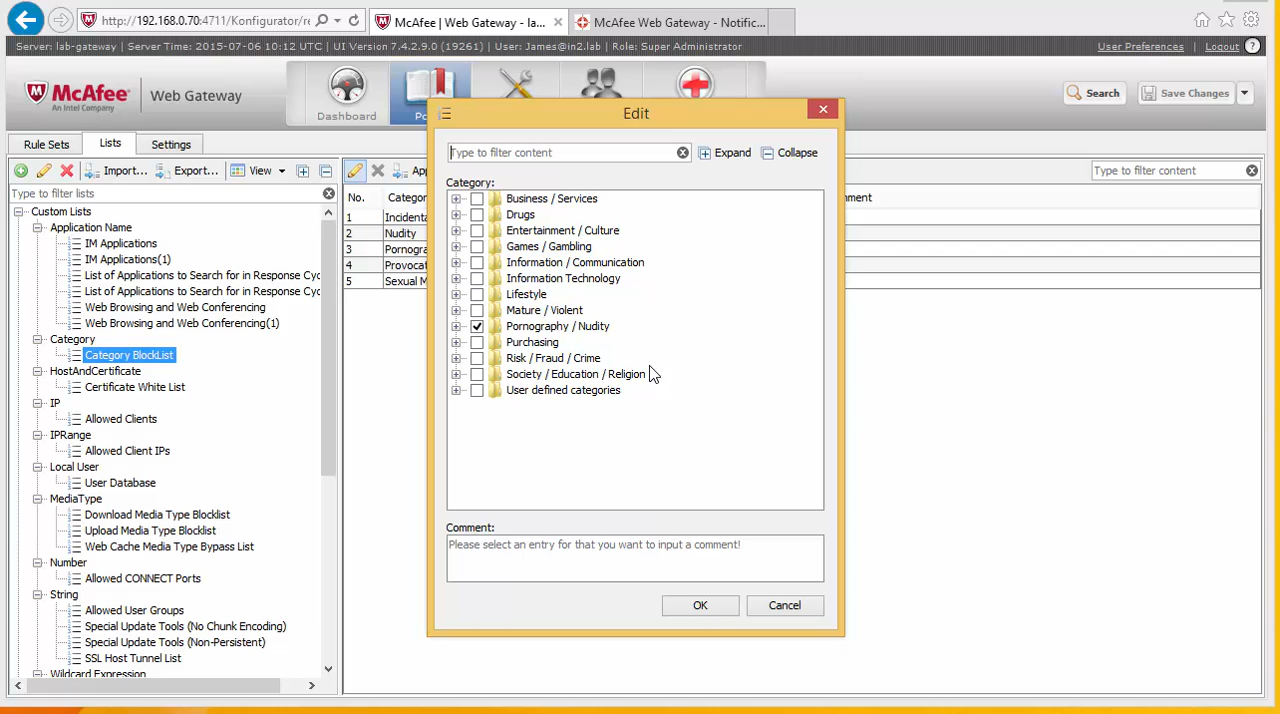 http://192.168.0.70:4711/Konfigurator/re
McAfee | Web Gateway - la...
McAfee Web Gateway - Notific...
Server: lab-gateway | Server Time: 2015-07-06 10:12 UTC | UI Version 7.4.2.9.0 (19261) | User: James@in2.lab | Role: Super Administrator
User Preferences | Logout ?
McAfee
An Intel Company
Web Gateway
Dashboard
Po
Search
Save Changes
Rule Sets
Lists
Settings
Import...
Export...
View
Type to filter lists
Custom Lists
Application Name
IM Applications
IM Applications(1)
List of Applications to Search for in Response Cyc
List of Applications to Search for in Response Cyc
Web Browsing and Web Conferencing
Web Browsing and Web Conferencing(1)
Category
Category BlockList
HostAndCertificate
Certificate White List
IP
Allowed Clients
IPRange
Allowed Client IPs
Local User
User Database
MediaType
Download Media Type Blocklist
Upload Media Type Blocklist
Web Cache Media Type Bypass List
Number
Allowed CONNECT Ports
String
Allowed User Groups
Special Update Tools (No Chunk Encoding)
Special Update Tools (Non-Persistent)
SSL Host Tunnel List
Wildcard Expression
Ap
Type to filter content
No. Catego mment
1 Incident
2 Nudity
3 Pornogr
4 Provocat
5 Sexual M
Edit
Type to filter content
Expand
Collapse
Category:
Business / Services
Drugs
Entertainment / Culture
Games / Gambling
Information / Communication
Information Technology
Lifestyle
Mature / Violent
Pornography / Nudity
Purchasing
Risk / Fraud / Crime
Society / Education / Religion
User defined categories
Comment:
Please select an entry for that you want to input a comment!
OK
Cancel